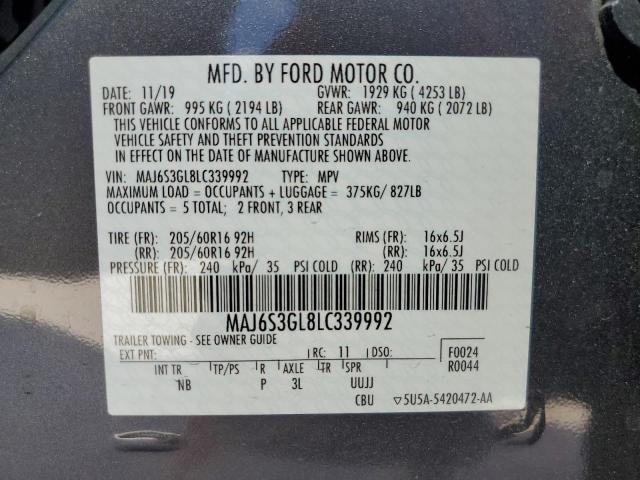 MFD. BY FORD MOTOR CO.
DATE: 11/19 GVWR: 1929 KG ( 4253 LB)
FRONT GAWR: 995 KG ( 2194 LB) REAR GAWR: 940 KG ( 2072 LB)
THIS VEHICLE CONFORMS TO ALL APPLICABLE FEDERAL MOTOR
VEHICLE SAFETY AND THEFT PREVENTION STANDARDS
IN EFFECT ON THE DATE OF MANUFACTURE SHOWN ABOVE.
VIN: MAJ6S3GL8LC339992 TYPE: MPV
MAXIMUM LOAD = OCCUPANTS + LUGGAGE = 375KG/ 827LB
OCCUPANTS = 5 TOTAL; 2 FRONT, 3 REAR
TIRE (FR): 205/60R16 92H RIMS (FR): 16x6.5J
(RR): 205/60R16 92H (RR): 16x6.5J
PRESSURE (FR): 240 kPa/ 35 PSI COLD (RR): 240 kPa/ 35 PSI COLD
MAJ6S3GL8LC339992
TRAILER TOWING - SEE OWNER GUIDE
EXT PNT: RC: 11 DSO: F0024
R0044
INT TR TP/PS R AXLE TR SPR
NB P 3L UUJJ
CBU ▽5U5A-5420472-AA